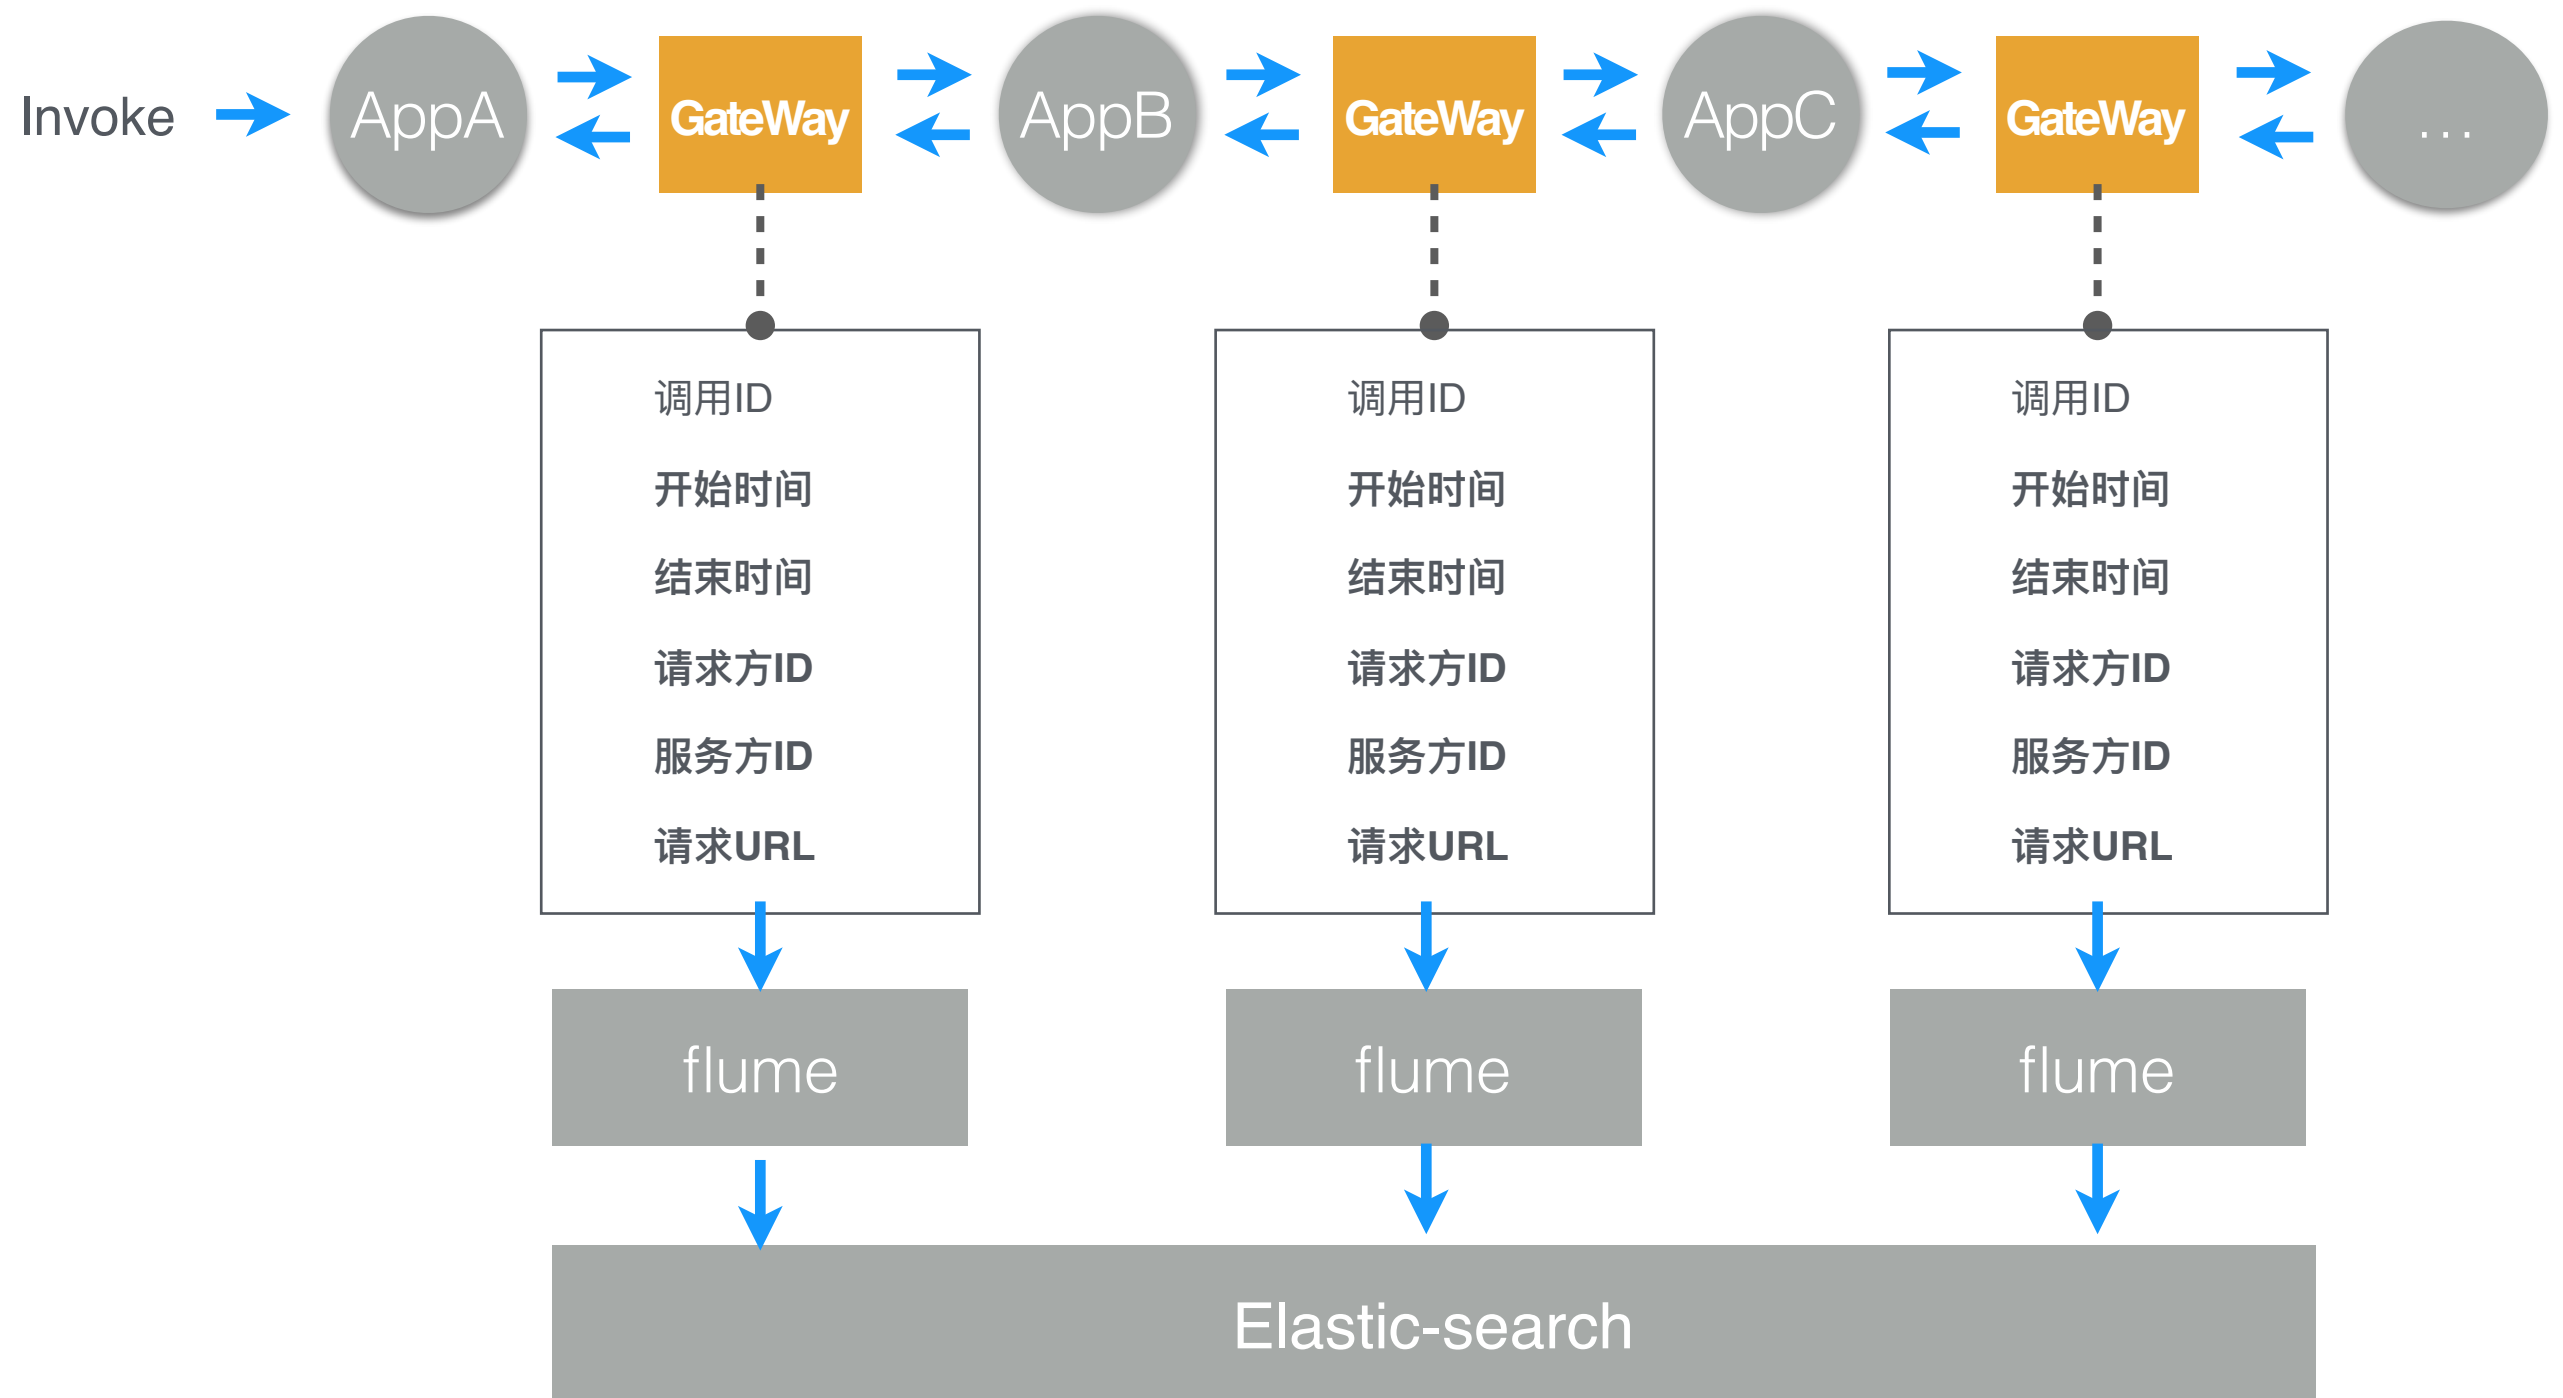 Invoke
AppA
GateWay
AppB
GateWay
AppC
GateWay
...
调用ID
开始时间
结束时间
请求方ID
服务方ID
请求URL
调用ID
开始时间
结束时间
请求方ID
服务方ID
请求URL
调用ID
开始时间
结束时间
请求方ID
服务方ID
请求URL
flume
flume
flume
Elastic-search